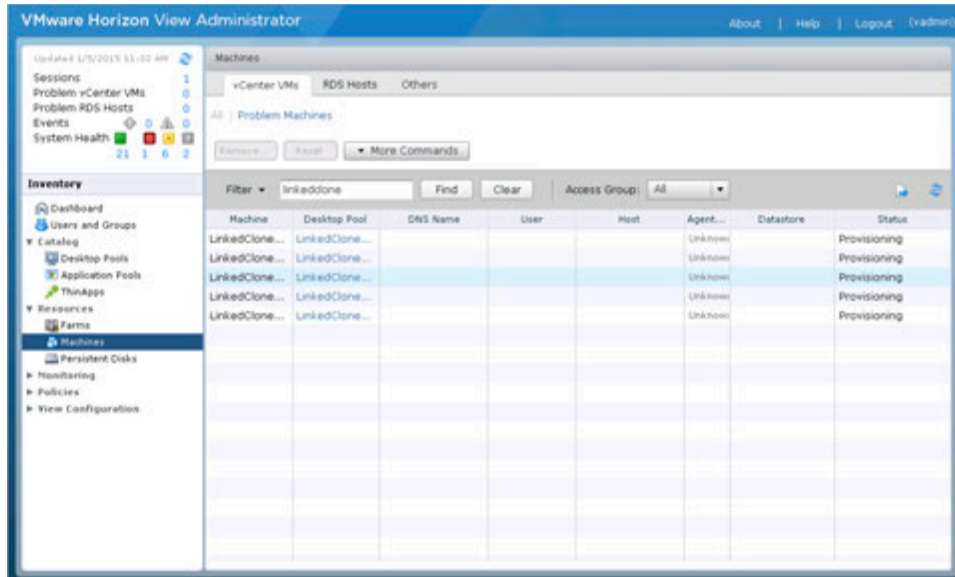 VMware Horizon View Administrator
About | Help | Logout (vadmin)
Updated 1/5/2015 11:02 AM
Sessions 1
Problem vCenter VMs 0
Problem RDS Hosts 0
Events 0 0
System Health
21 1 6 2
Inventory
Dashboard
Users and Groups
Catalog
Desktop Pools
Application Pools
ThinApps
Resources
Farms
Machines
Persistent Disks
Monitoring
Policies
View Configuration
Machines
vCenter VMs RDS Hosts Others
All | Problem Machines
Remove... Reset More Commands
Filter linkedclone Find Clear Access Group: All
Machine Desktop Pool DNS Name User Host Agent... Datastore Status
LinkedClone... LinkedClone... Unknown Provisioning
LinkedClone... LinkedClone... Unknown Provisioning
LinkedClone... LinkedClone... Unknown Provisioning
LinkedClone... LinkedClone... Unknown Provisioning
LinkedClone... LinkedClone... Unknown Provisioning